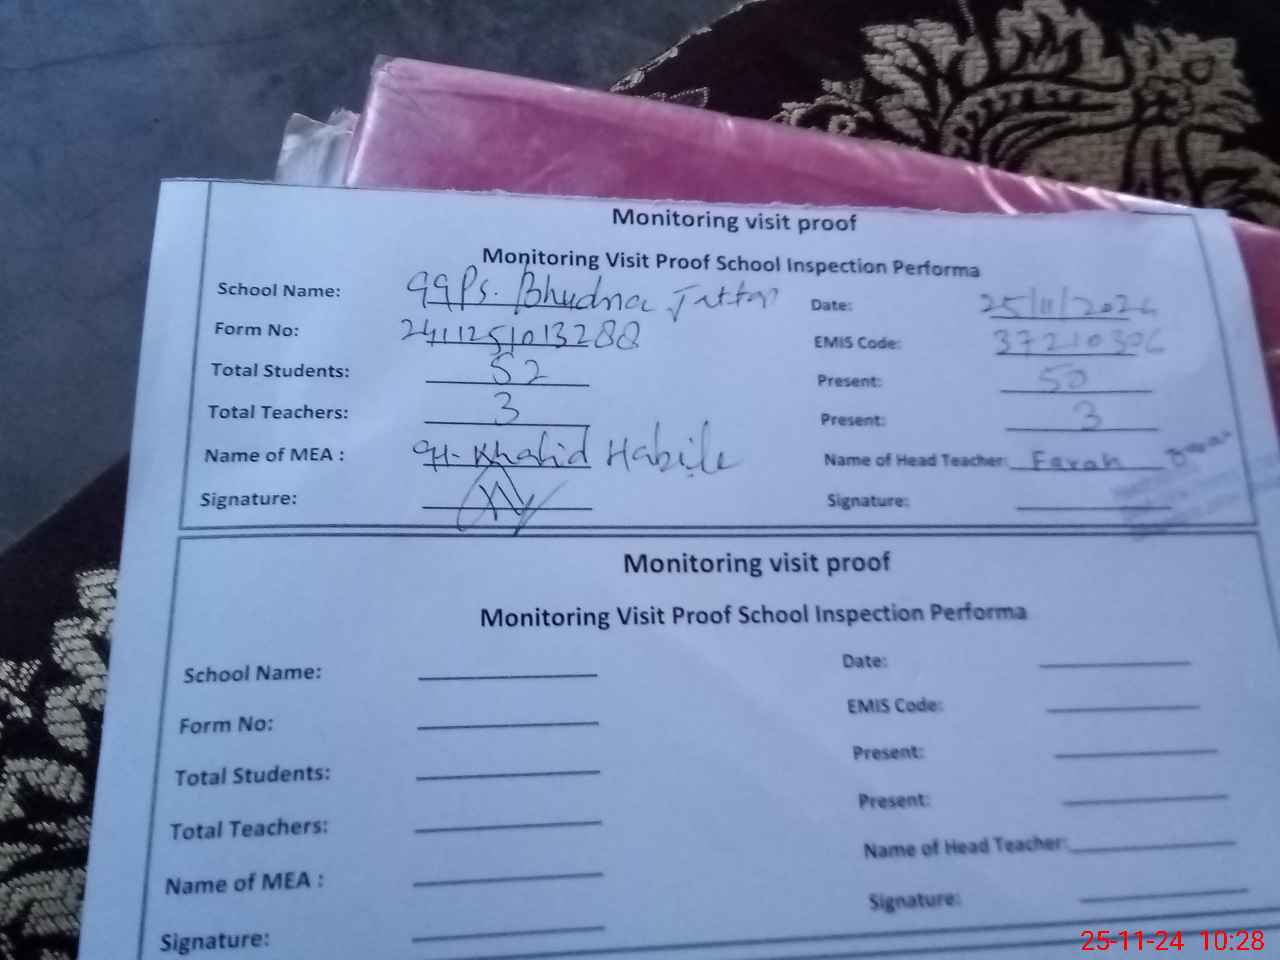 Monitoring visit proof
Monitoring Visit Proof School Inspection Performa
School Name: GGPS. Bhudna Jattan Date: 25/11/2024
Form No: 2411251013288 EMIS Code: 37210306
Total Students: 52 Present: 50
Total Teachers: 3 Present: 3
Name of MEA : Khalid Name of Head Teacher: Farah
Signature: Signature:
Monitoring visit proof
Monitoring Visit Proof School Inspection Performa
School Name: Date:
Form No: EMIS Code:
Total Students: Present:
Total Teachers: Present:
Name of MEA : Name of Head Teacher:
Signature: Signature:
25-11-24 10:28